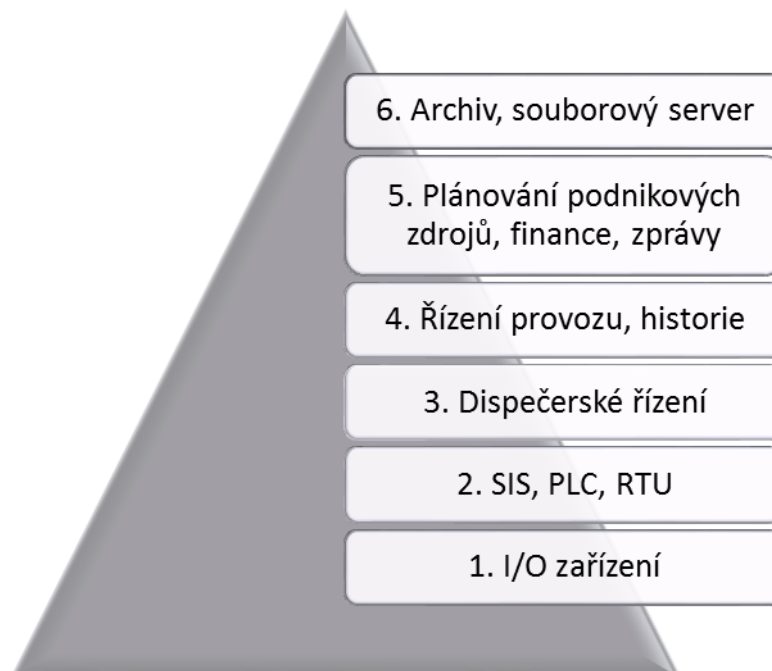 6. Archiv, souborový server
5. Plánování podnikových
zdrojů, finance, zprávy
4. Řízení provozu, historie
3. Dispečerské řízení
2. SIS, PLC, RTU
1. I/O zařízení